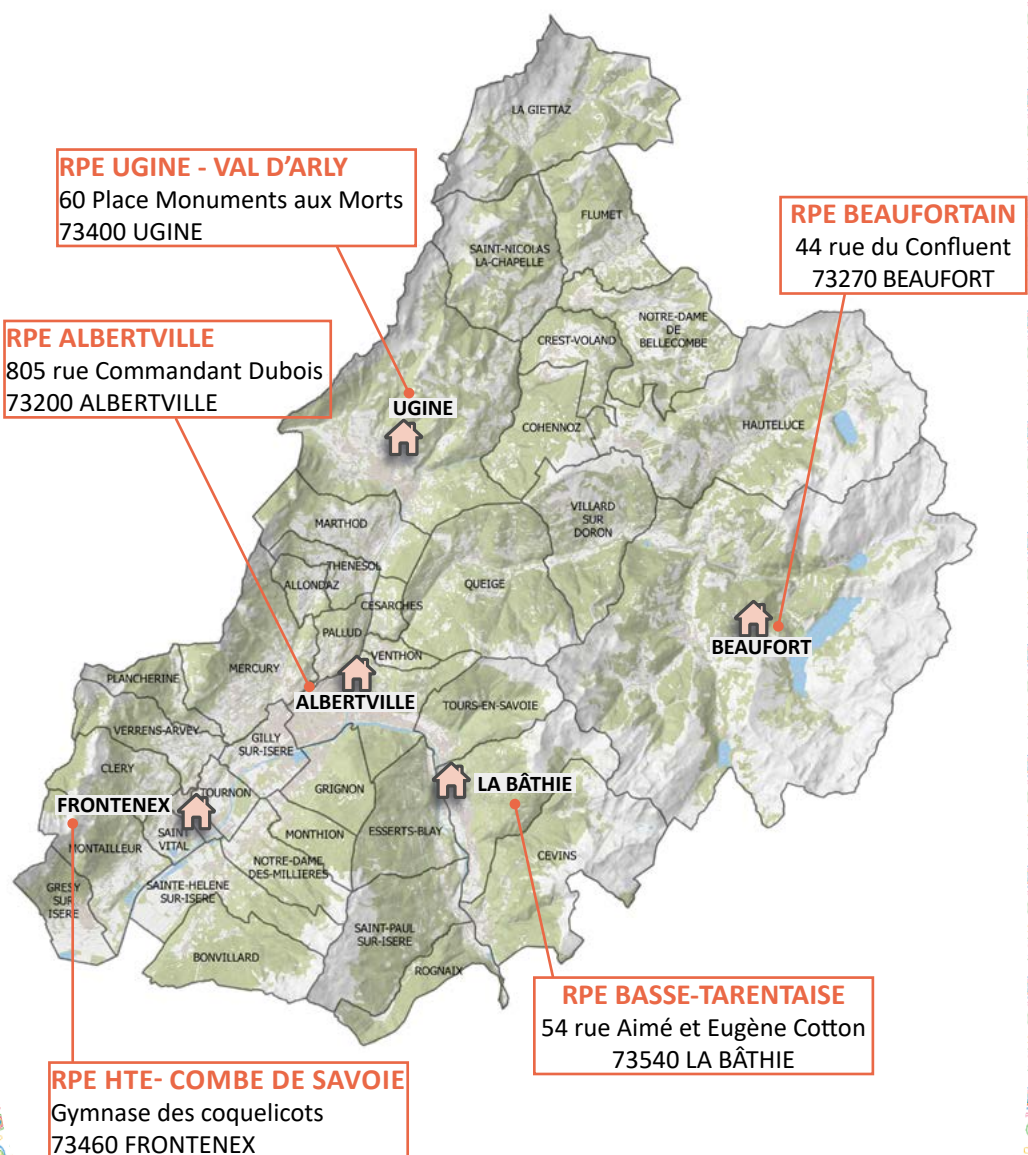 LA GIETTAZ
RPE UGINE - VAL D'ARLY
60 Place Monuments aux Morts
73400 UGINE
FLUMET
RPE BEAUFORTAIN
44 rue du Confluent
73270 BEAUFORT
SAINT-NICOLAS
LA-CHAPELLE
NOTRE-DAME
DE
BELLECOMBE
CREST-VOLAND
RPE ALBERTVILLE
805 rue Commandant Dubois
73200 ALBERTVILLE
UGINE
COHENNOZ
HAUTELUCE
VILLARD
SUR
DORON
MARTHOD
THENESOL
ALLONDAZ
QUEIGE
CESARCHES
PALLUD
VENTHON
BEAUFORT
MERCURY
PLANCHERINE
ALBERTVILLE
TOURS-EN-SAVOIE
VERRENS-ARVEY
GILLY
SUR-ISERE
CLERY
LA BÂTHIE
GRIGNON
TOURNON
FRONTENEX
SAINT
VITAL
MONTHION
ESSERTS-BLAY
MONTAILLEUR
CEVINS
NOTRE-DAME
DES-MILLIERES
GRESY
SUR
ISERE
SAINTE-HELENE
SUR-ISERE
SAINT-PAUL
SUR-ISERE
BONVILLARD
ROGNAIX
RPE BASSE-TARENTAISE
54 rue Aimé et Eugène Cotton
73540 LA BÂTHIE
RPE HTE- COMBE DE SAVOIE
Gymnase des coquelicots
73460 FRONTENEX